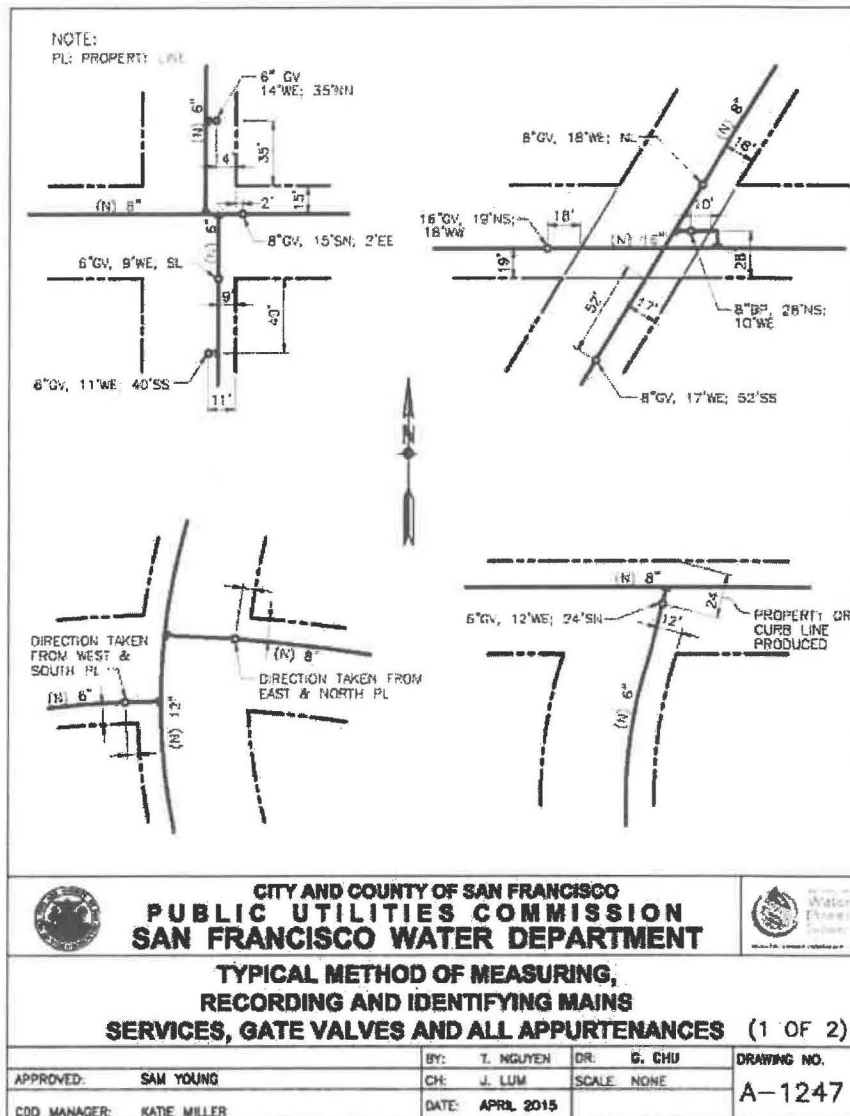 NOTE:
PL: PROPERTY LINE
6" GV
14'WE; 35'NN
(N) 6"
4
35'
15'
(N) 8"
2'
8"GV, 15'SN; 2'EE
(N) 6"
6"GV, 9'WE, SL
9'
40'
6"GV, 11'WE; 40'SS
11'
(N) 8"
8"GV, 18'WE; NL
18'
16"GV, 19'NS;
18'WW
18'
10'
(N) 16"
19'
28'
52'
17'
8"BP, 28'NS;
10'WE
8"GV, 17'WE; 52'SS
N
DIRECTION TAKEN
FROM WEST &
SOUTH PL
(N) 8"
DIRECTION TAKEN FROM
EAST & NORTH PL
(N) 6"
(N) 12"
(N) 8"
6"GV, 12'WE; 24'SN
24'
12'
PROPERTY OR
CURB LINE
PRODUCED
(N) 6"
CITY AND COUNTY OF SAN FRANCISCO
PUBLIC UTILITIES COMMISSION
SAN FRANCISCO WATER DEPARTMENT
Water
Power
Sewer
TYPICAL METHOD OF MEASURING,
RECORDING AND IDENTIFYING MAINS
SERVICES, GATE VALVES AND ALL APPURTENANCES (1 OF 2)
BY: T. NGUYEN DR: G. CHU DRAWING NO.
APPROVED: SAM YOUNG CH: J. LUM SCALE: NONE A-1247
CDD MANAGER: KATIE MILLER DATE: APRIL 2015